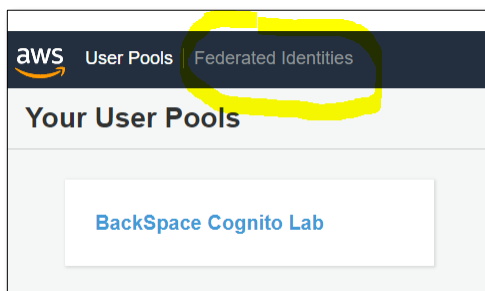 aws User Pools Federated Identities
Your User Pools
BackSpace Cognito Lab